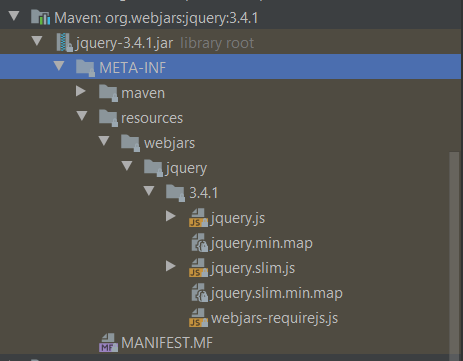 Maven: org.webjars:jquery:3.4.1
jquery-3.4.1.jar library root
META-INF
maven
resources
webjars
jquery
3.4.1
jquery.js
jquery.min.map
jquery.slim.js
jquery.slim.min.map
webjars-requirejs.js
MANIFEST.MF